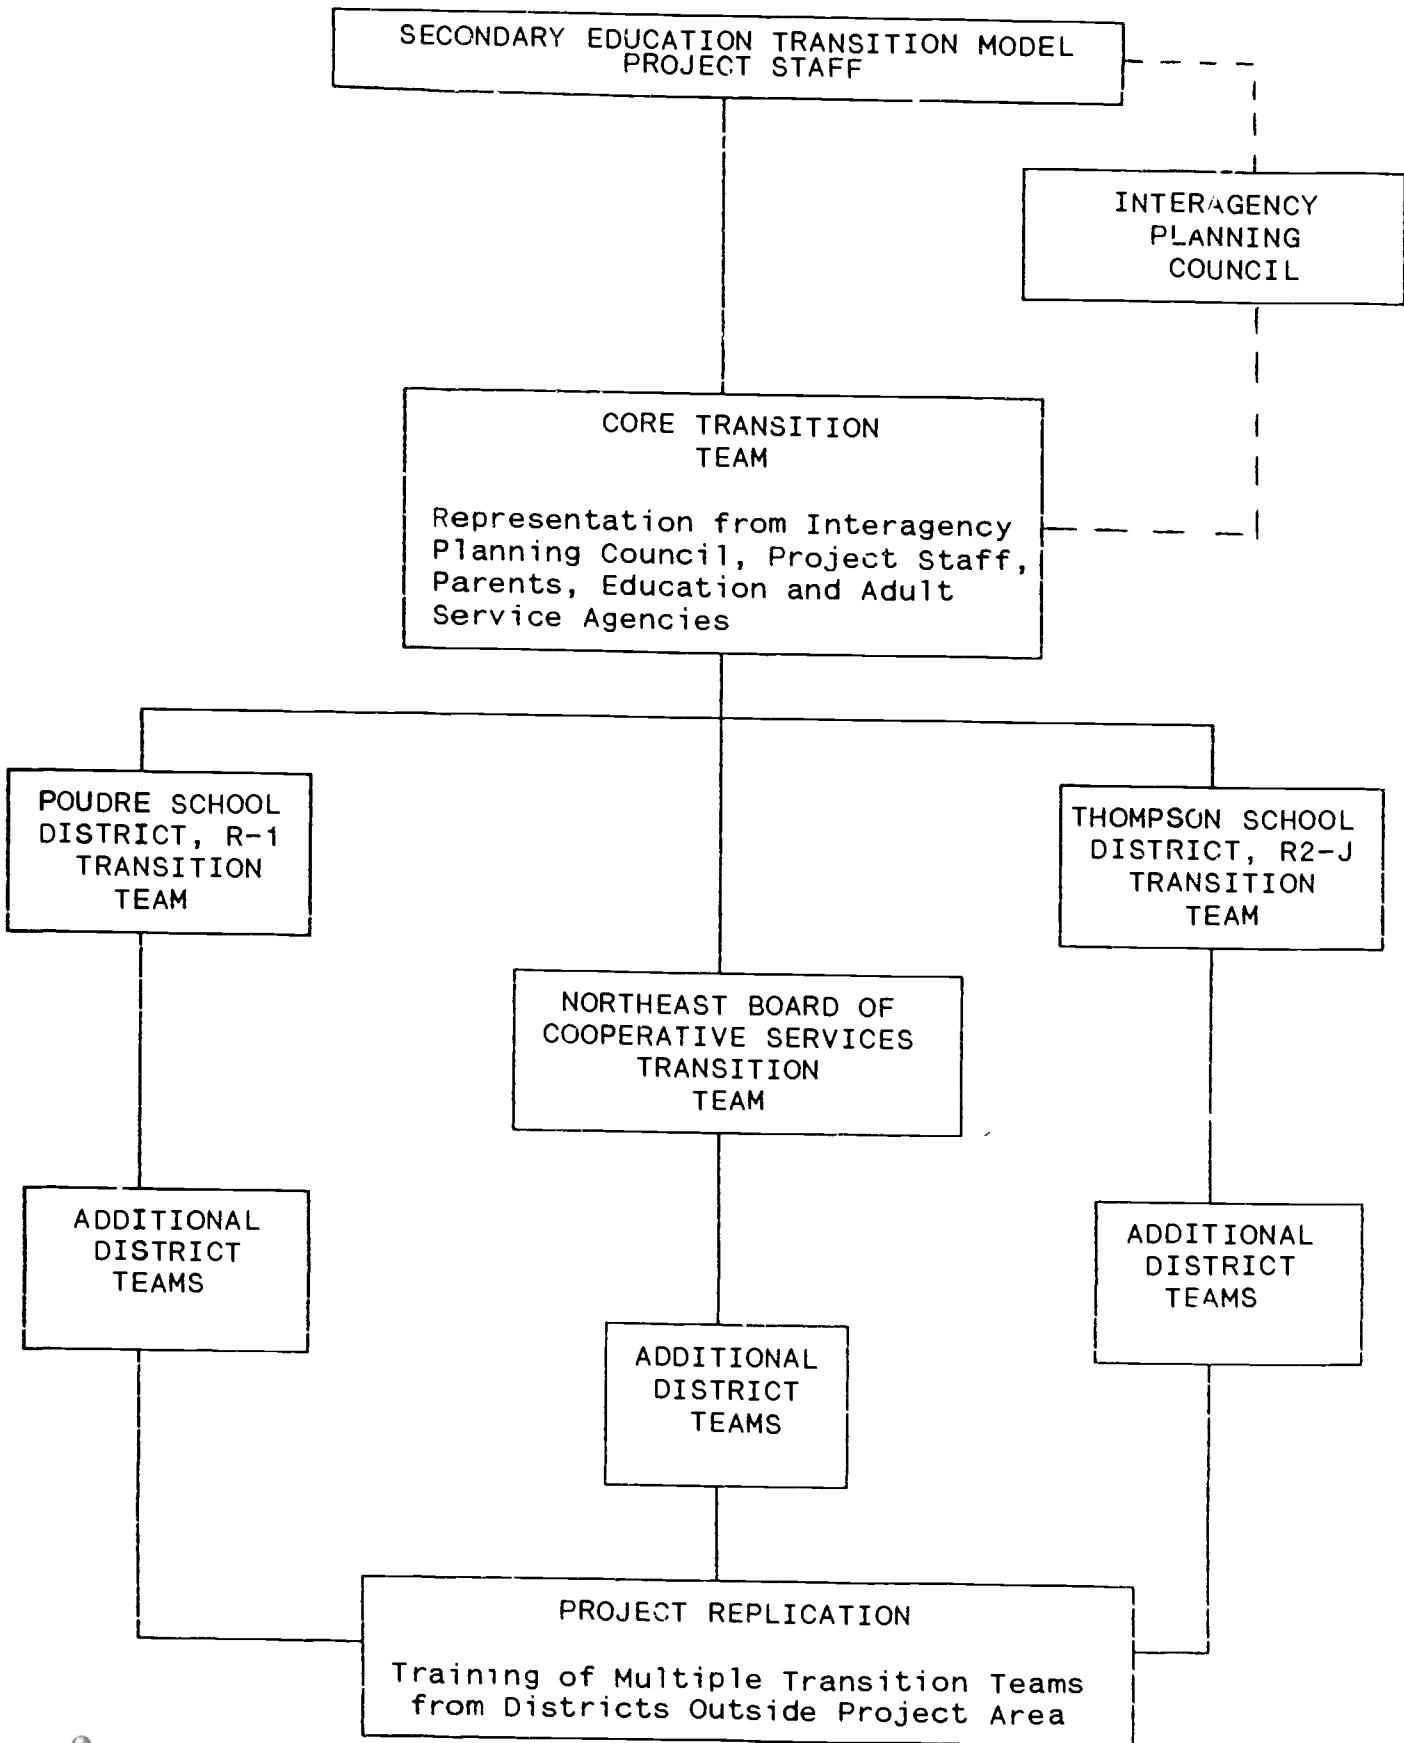 SECONDARY EDUCATION TRANSITION MODEL
PROJECT STAFF
INTERAGENCY
PLANNING
COUNCIL
CORE TRANSITION
TEAM
Representation from Interagency
Planning Council, Project Staff,
Parents, Education and Adult
Service Agencies
POUDRE SCHOOL
DISTRICT, R-1
TRANSITION
TEAM
THOMPSON SCHOOL
DISTRICT, R2-J
TRANSITION
TEAM
NORTHEAST BOARD OF
COOPERATIVE SERVICES
TRANSITION
TEAM
ADDITIONAL
DISTRICT
TEAMS
ADDITIONAL
DISTRICT
TEAMS
ADDITIONAL
DISTRICT
TEAMS
PROJECT REPLICATION
Training of Multiple Transition Teams
from Districts Outside Project Area